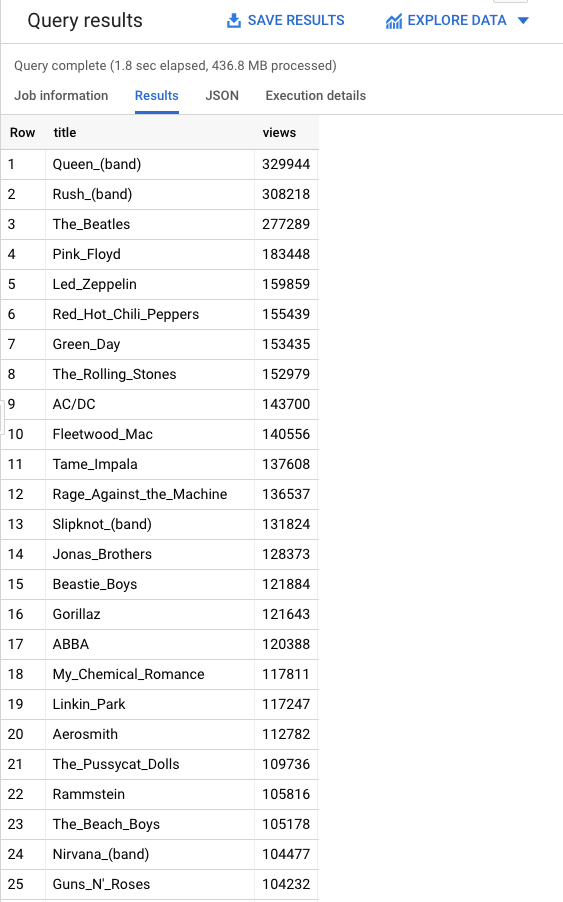 Query results SAVE RESULTS EXPLORE DATA
Query complete (1.8 sec elapsed, 436.8 MB processed)
Job information Results JSON Execution details
Row title views
1 Queen_(band) 329944
2 Rush_(band) 308218
3 The_Beatles 277289
4 Pink_Floyd 183448
5 Led_Zeppelin 159859
6 Red_Hot_Chili_Peppers 155439
7 Green_Day 153435
8 The_Rolling_Stones 152979
9 AC/DC 143700
10 Fleetwood_Mac 140556
11 Tame_Impala 137608
12 Rage_Against_the_Machine 136537
13 Slipknot_(band) 131824
14 Jonas_Brothers 128373
15 Beastie_Boys 121884
16 Gorillaz 121643
17 ABBA 120388
18 My_Chemical_Romance 117811
19 Linkin_Park 117247
20 Aerosmith 112782
21 The_Pussycat_Dolls 109736
22 Rammstein 105816
23 The_Beach_Boys 105178
24 Nirvana_(band) 104477
25 Guns_N'_Roses 104232